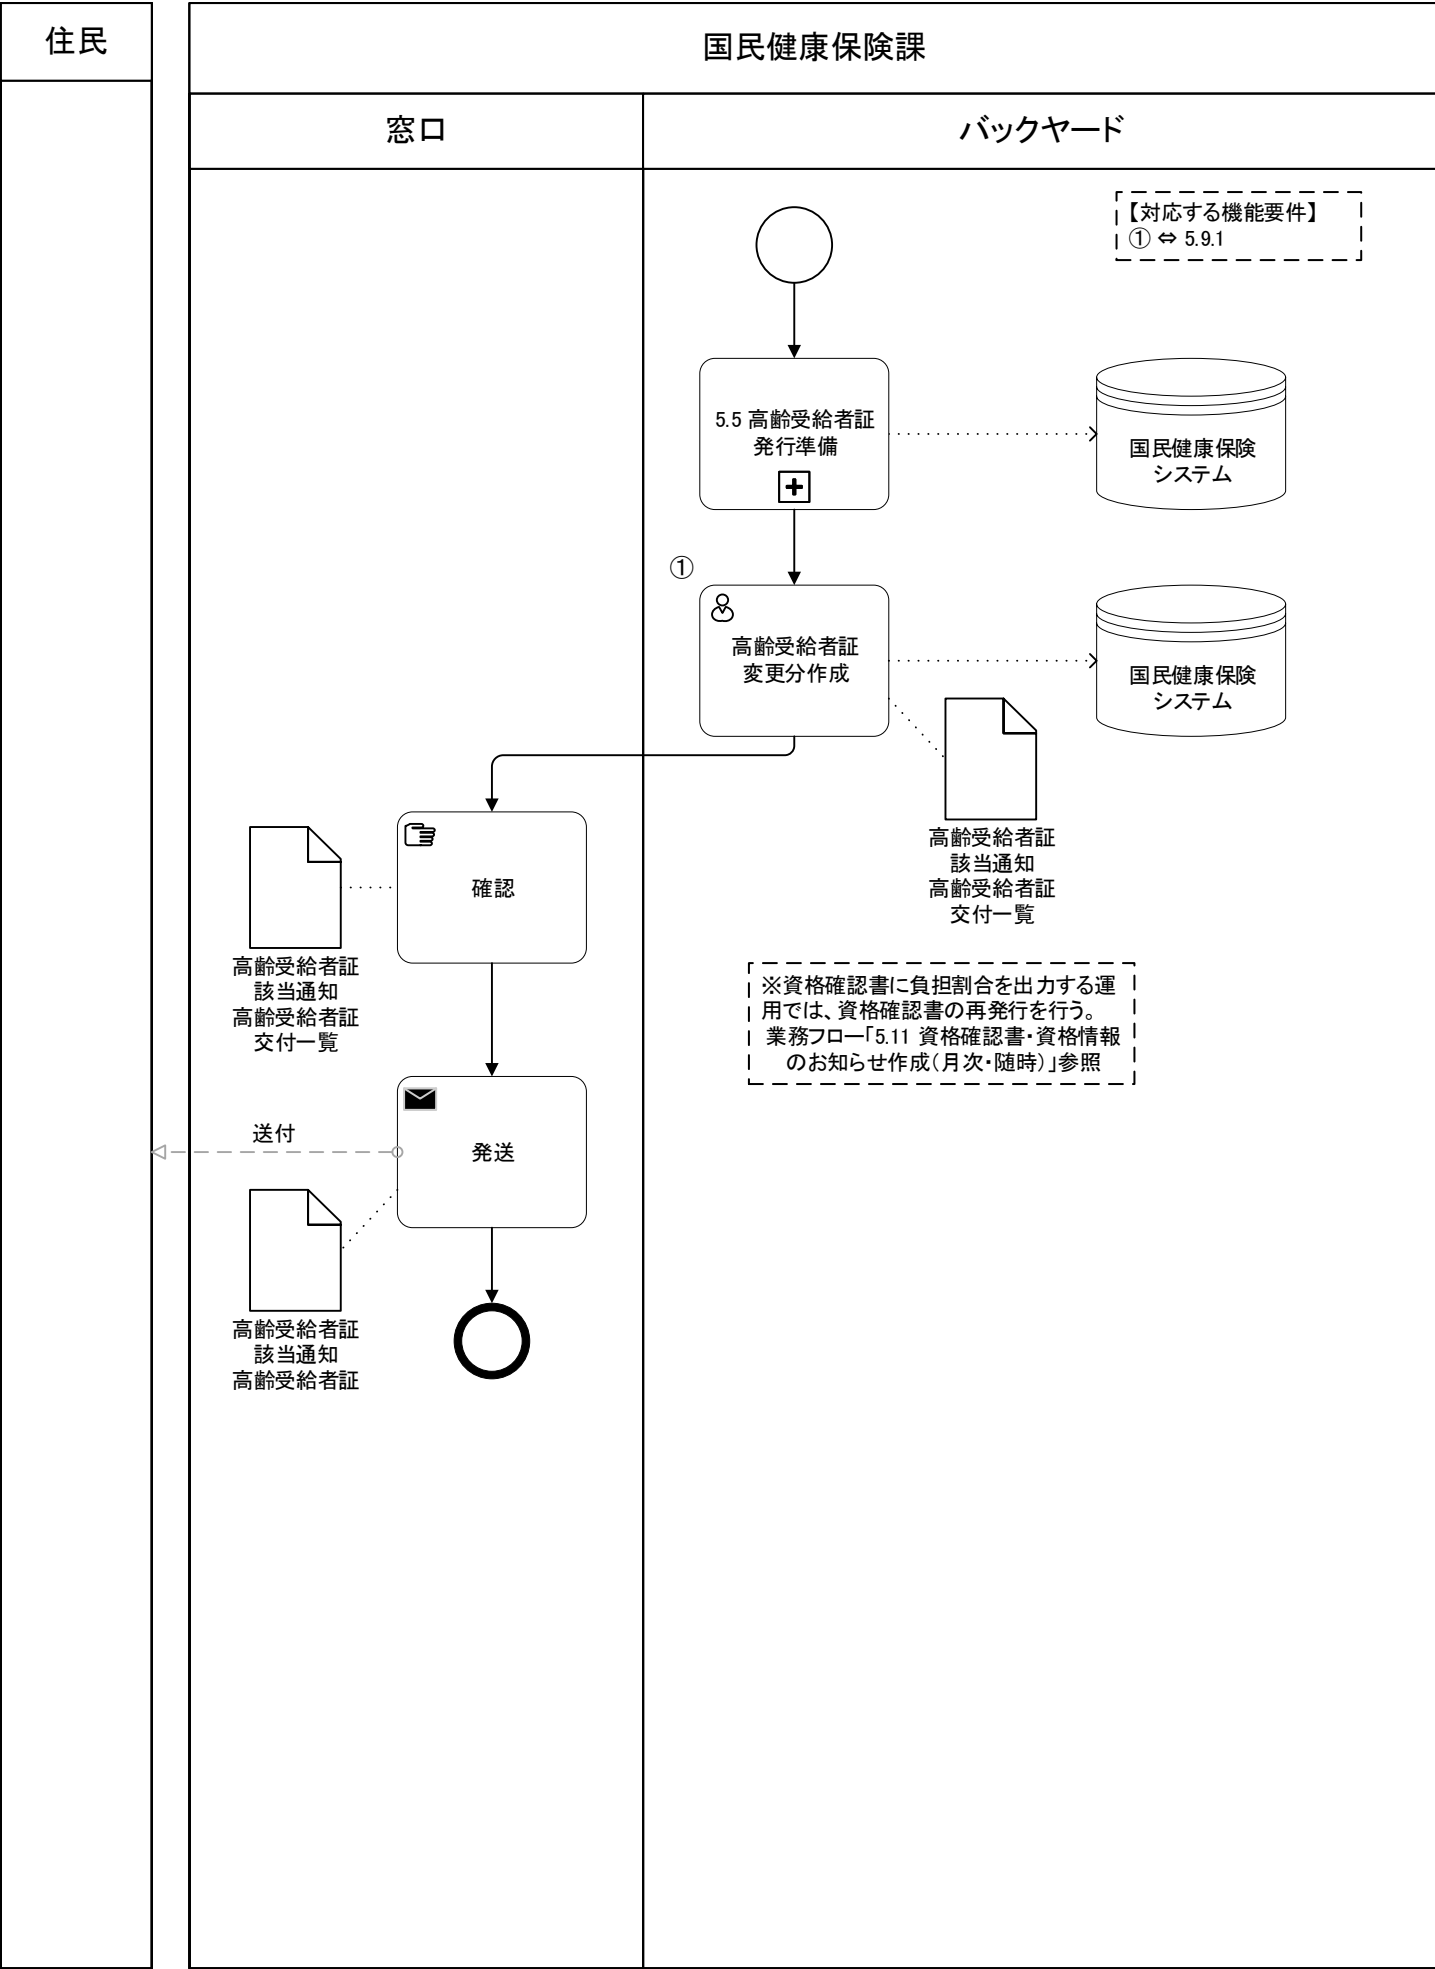 住民
国民健康保険課
窓口
バックヤード
【対応する機能要件】
① ⇔ 5.9.1
5.5 高齢受給者証
発行準備
国民健康保険
システム
①
高齢受給者証
変更分作成
国民健康保険
システム
高齢受給者証
該当通知
高齢受給者証
交付一覧
確認
高齢受給者証
該当通知
高齢受給者証
交付一覧
※資格確認書に負担割合を出力する運
用では、資格確認書の再発行を行う。
業務フロー「5.11 資格確認書・資格情報
のお知らせ作成（月次・随時）」参照
送付
発送
高齢受給者証
該当通知
高齢受給者証